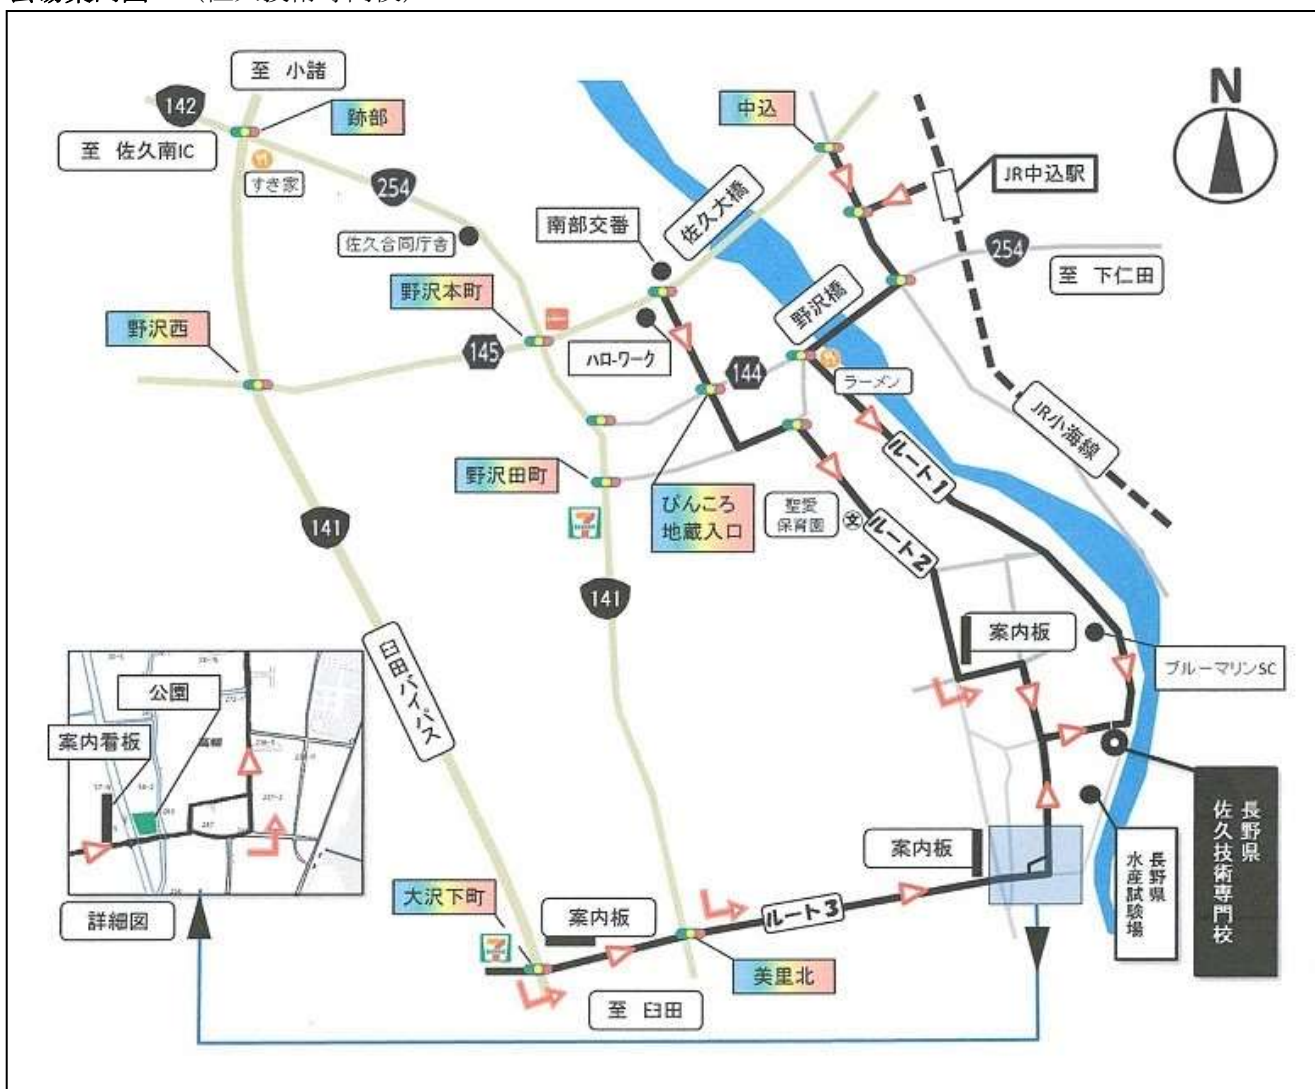 至 小諸
142
跡部
至 佐久南IC
すき家
254
佐久合同庁舎
南部交番
佐久大橋
中込
N
JR中込駅
254
至 下仁田
野沢本町
野沢橋
野沢西
145
ハローワーク
144
ラーメン
JR小海線
ルート1
野沢田町
ぴんころ
地蔵入口
聖愛
保育園
文
ルート2
7
141
141
臼田バイパス
案内板
ブルーマリンSC
公園
案内看板
詳細図
案内板
長野県
水産試験場
長野県
佐久技術専門校
大沢下町
案内板
ルート3
7
美里北
至 臼田